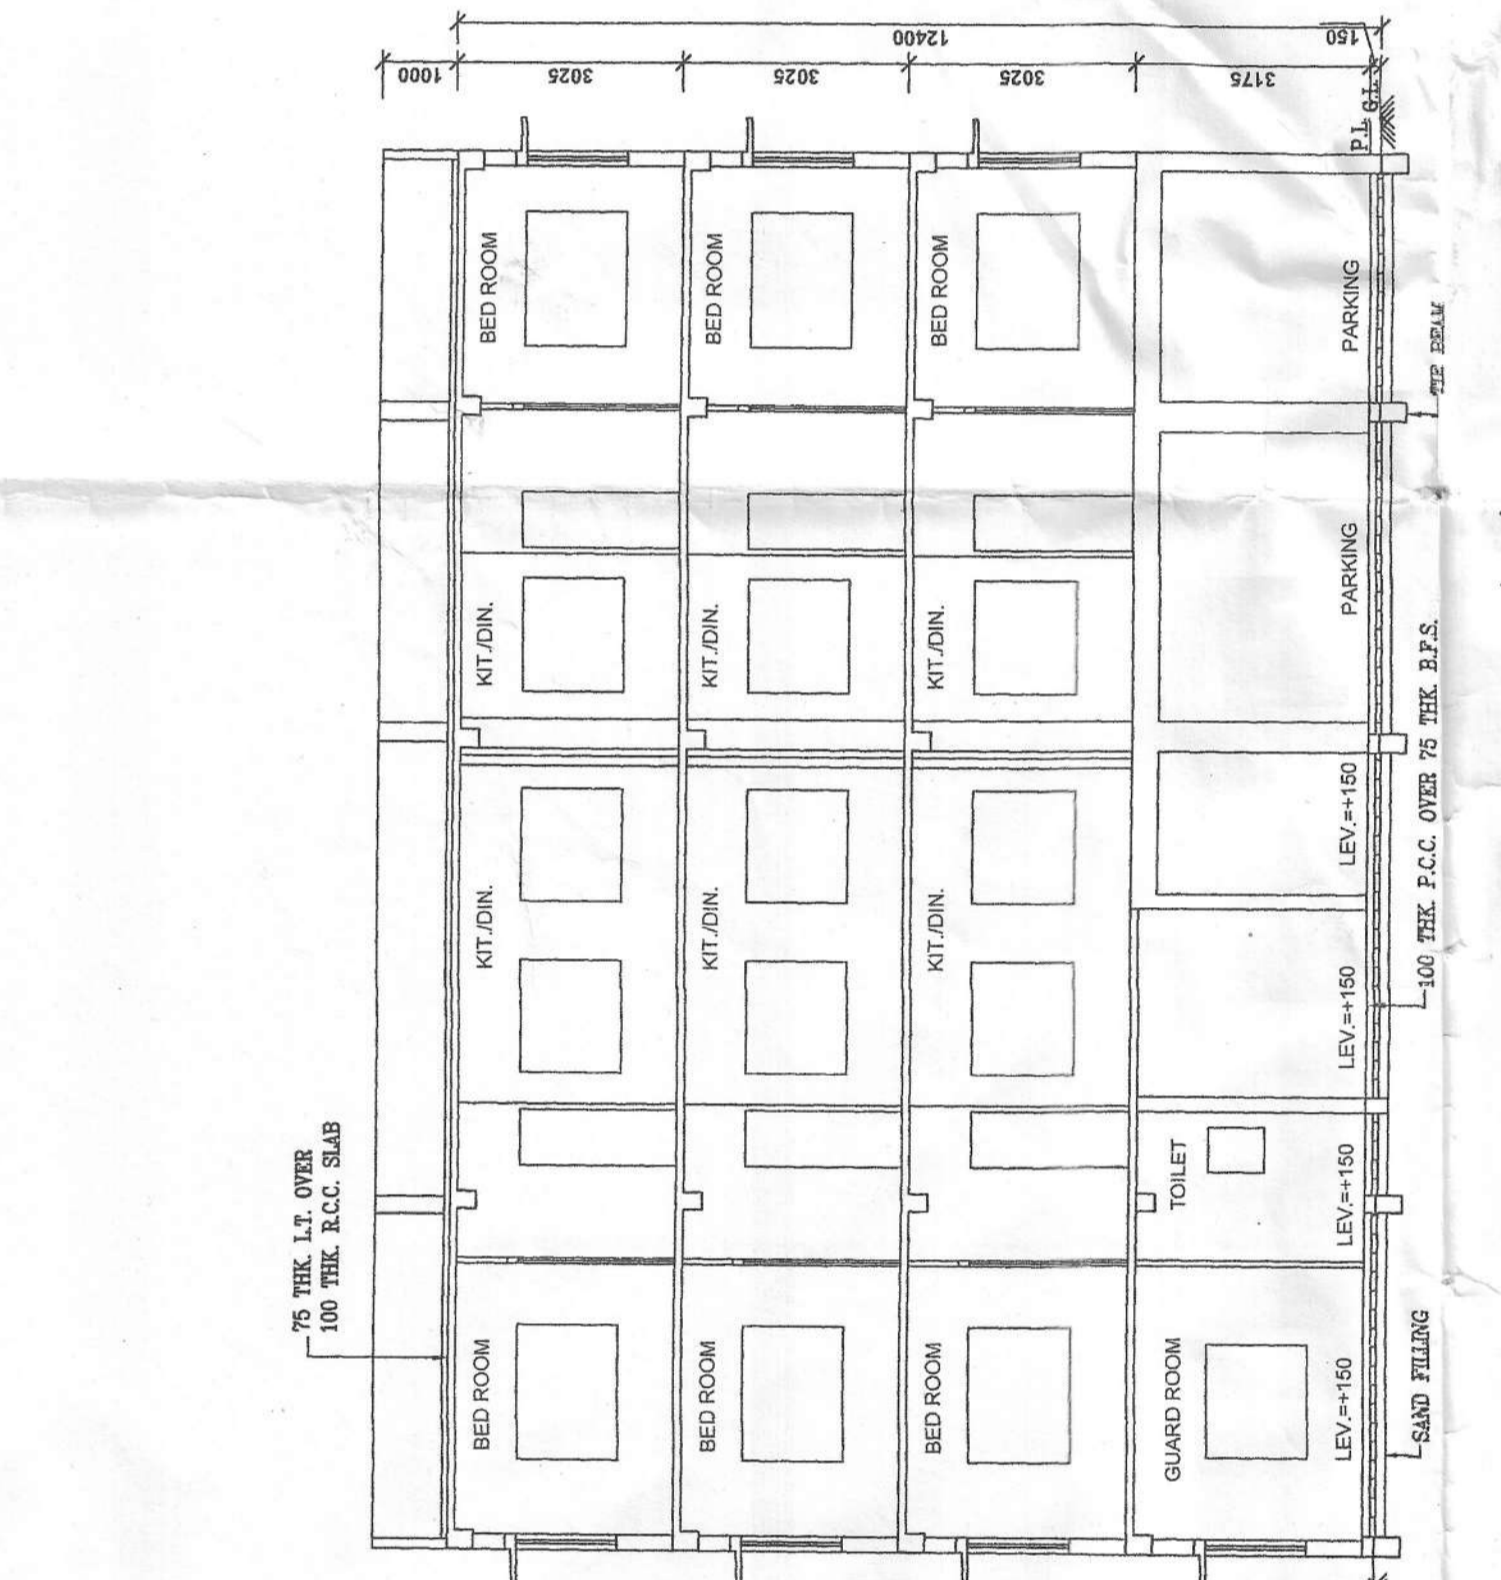 75 THK. L.T. OVER
100 THK. R.C.C. SLAB
1000
3025
3025
3025
3175
12400
150
P.L.
G.L.
BED ROOM
KIT./DIN.
KIT./DIN.
BED ROOM
BED ROOM
KIT./DIN.
KIT./DIN.
BED ROOM
BED ROOM
KIT./DIN.
KIT./DIN.
BED ROOM
GUARD ROOM
TOILET
LEV.=+150
LEV.=+150
LEV.=+150
LEV.=+150
PARKING
PARKING
SAND FILLING
100 THK. P.C.C. OVER 75 THK. B.F.S.
TIE BEAM